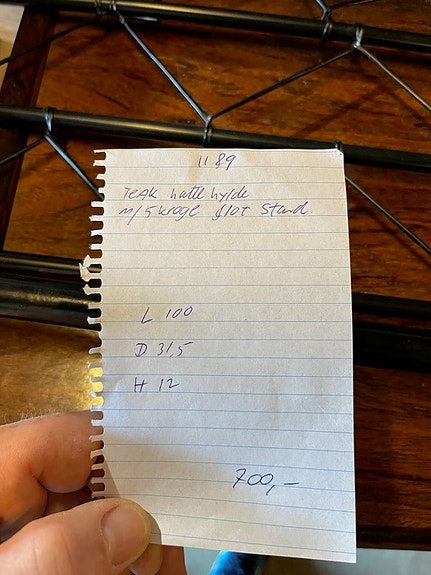 1189
TEAK hatte hylde
m/5 kroge flot stand.
L 100
D 31,5
H 12
700,-